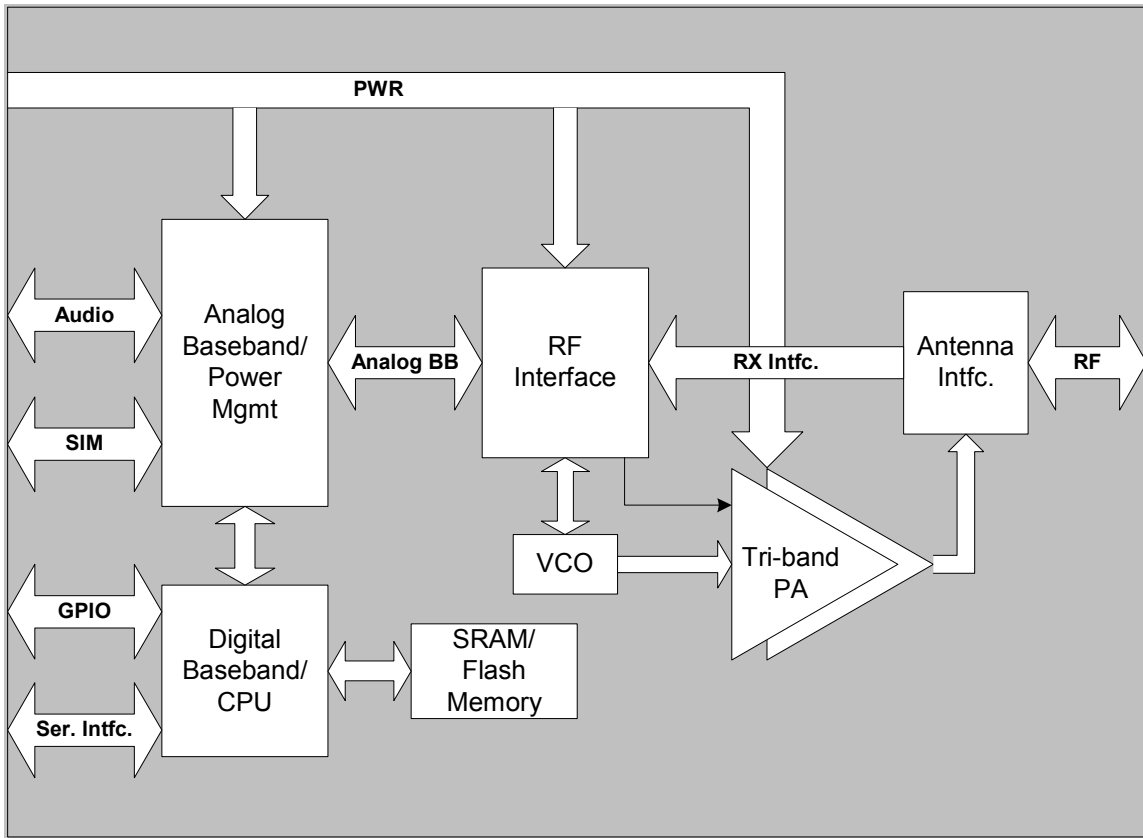 PWR
Audio
Analog
Baseband/
Power
Mgmt
Analog BB
RF
Interface
RX Intfc.
Antenna
Intfc.
RF
SIM
VCO
Tri-band
PA
GPIO
Digital
Baseband/
CPU
SRAM/
Flash
Memory
Ser. Intfc.